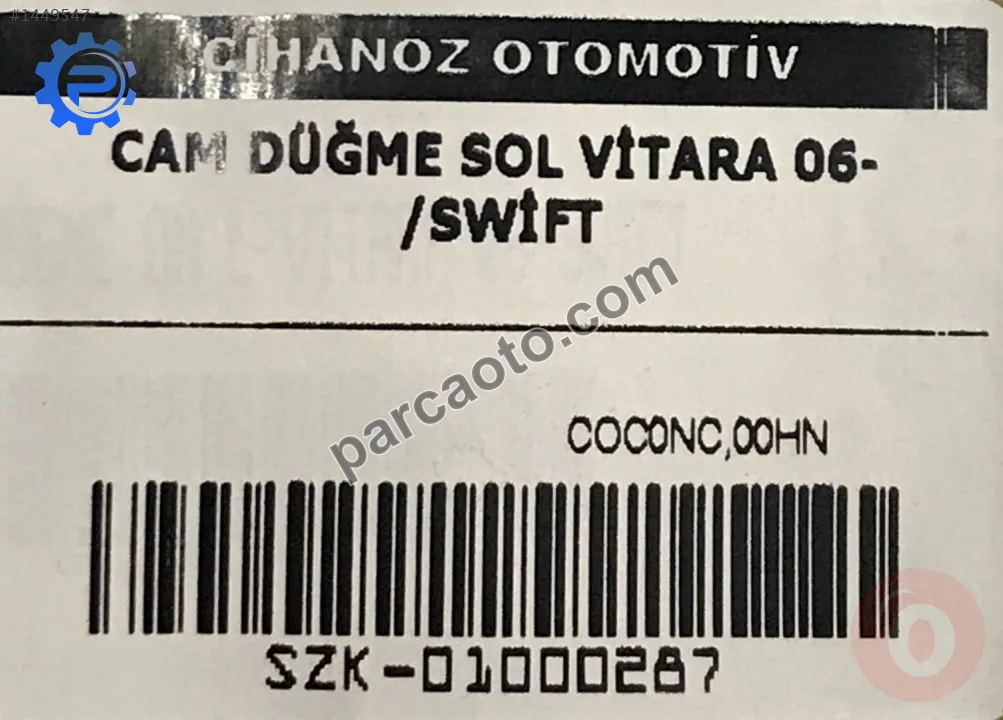 #1449547
CİHANOZ OTOMOTİV
CAM DÜĞME SOL VİTARA 06-
/SWİFT
parcaoto.com
COC0NC,00HN
SZK-01000287